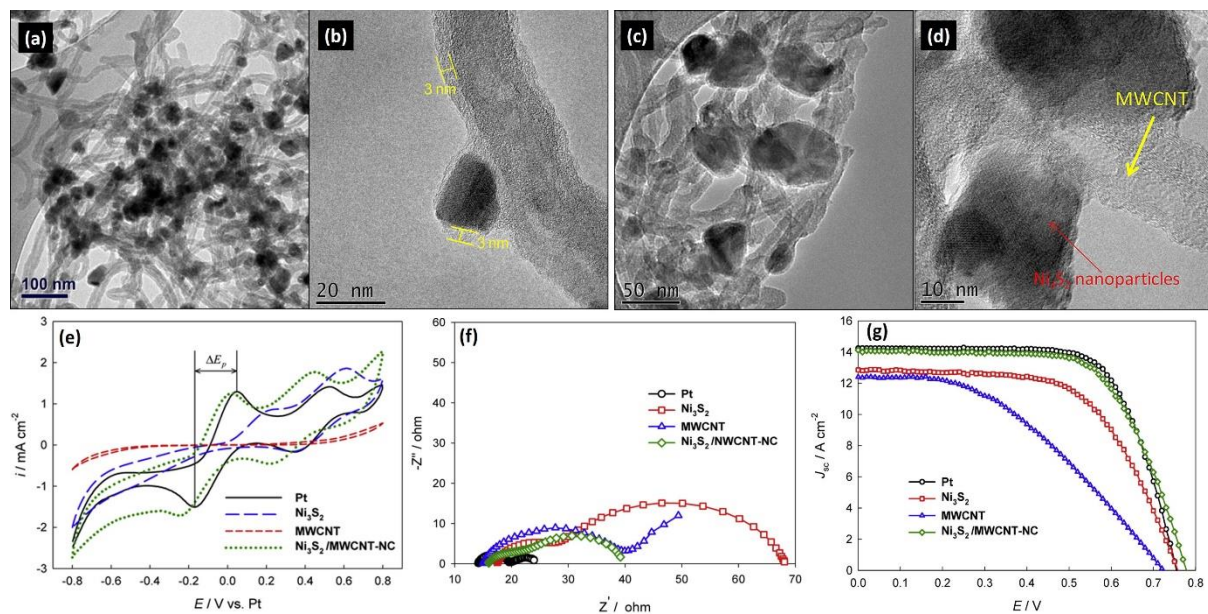 (a)
100 nm
(b)
3 nm
3 nm
20 nm
(c)
50 nm
(d)
MWCNT
Ni₃S₂ nanoparticles
10 nm
(e)
ΔEp
i / mA cm⁻²
3
2
1
0
-1
-2
-3
-0.8 -0.6 -0.4 -0.2 0.0 0.2 0.4 0.6 0.8
E / V vs. Pt
Pt
Ni₃S₂
MWCNT
Ni₃S₂/MWCNT-NC
(f)
-Z'' / ohm
60
50
40
30
20
10
0
10 20 30 40 50 60 70
Z' / ohm
Pt
Ni₃S₂
MWCNT
Ni₃S₂/NWCNT-NC
(g)
Jsc / A cm⁻²
16
14
12
10
8
6
4
2
0
0.0 0.1 0.2 0.3 0.4 0.5 0.6 0.7 0.8
E / V
Pt
Ni₃S₂
MWCNT
Ni₃S₂/MWCNT-NC